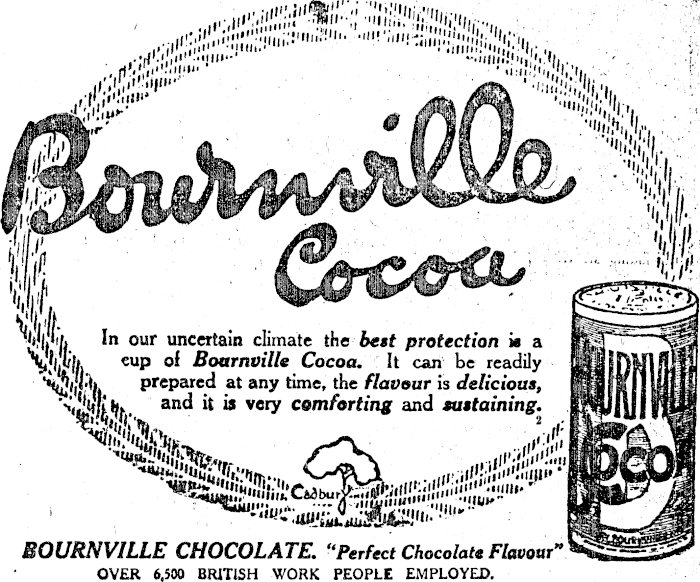 Bournville
Cocoa
In our uncertain climate the best protection is a
cup of Bournville Cocoa. It can be readily
prepared at any time, the flavour is delicious,
and it is very comforting and sustaining.
2
Cadbury
BOURNVILLE
Cocoa
BOURNVILLE CHOCOLATE. "Perfect Chocolate Flavour"
OVER 6,500 BRITISH WORK PEOPLE EMPLOYED.